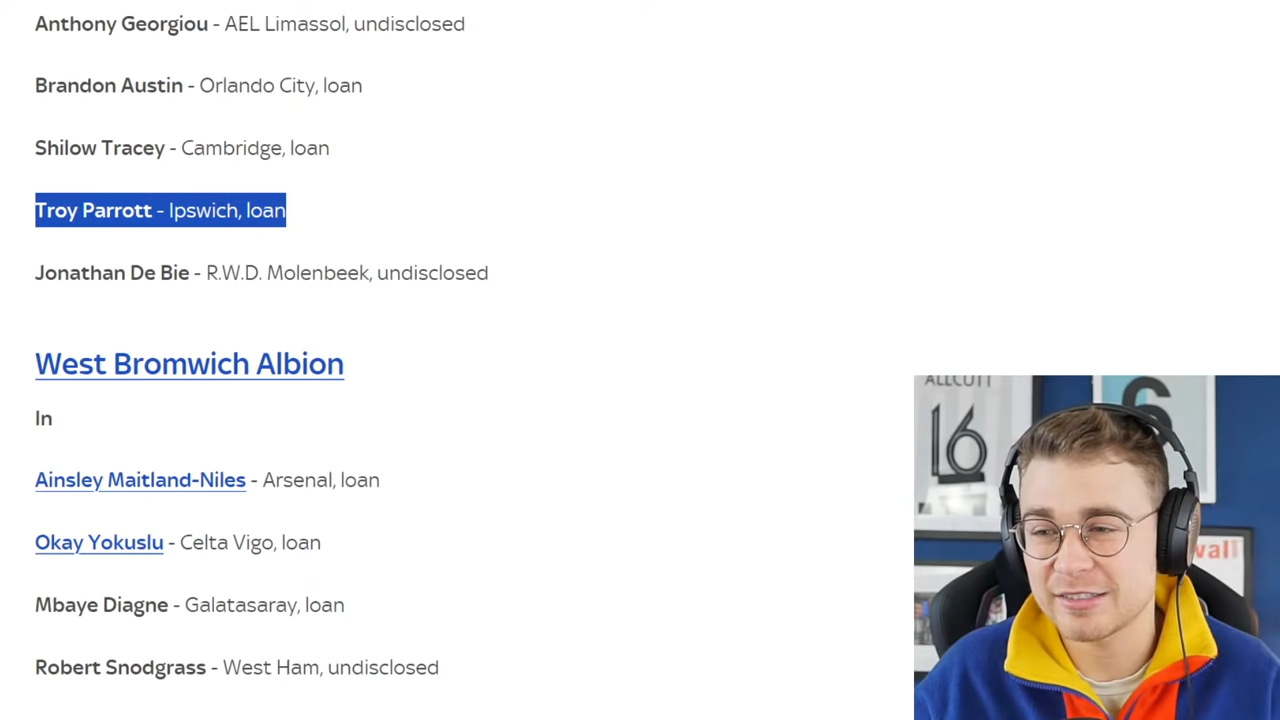 Anthony Georgiou - AEL Limassol, undisclosed
Brandon Austin - Orlando City, loan
Shilow Tracey - Cambridge, loan
Troy Parrott - Ipswich, loan
Jonathan De Bie - R.W.D. Molenbeek, undisclosed
West Bromwich Albion
In
Ainsley Maitland-Niles - Arsenal, loan
Okay Yokuslu - Celta Vigo, loan
Mbaye Diagne - Galatasaray, loan
Robert Snodgrass - West Ham, undisclosed
ALLCOTT
16
6